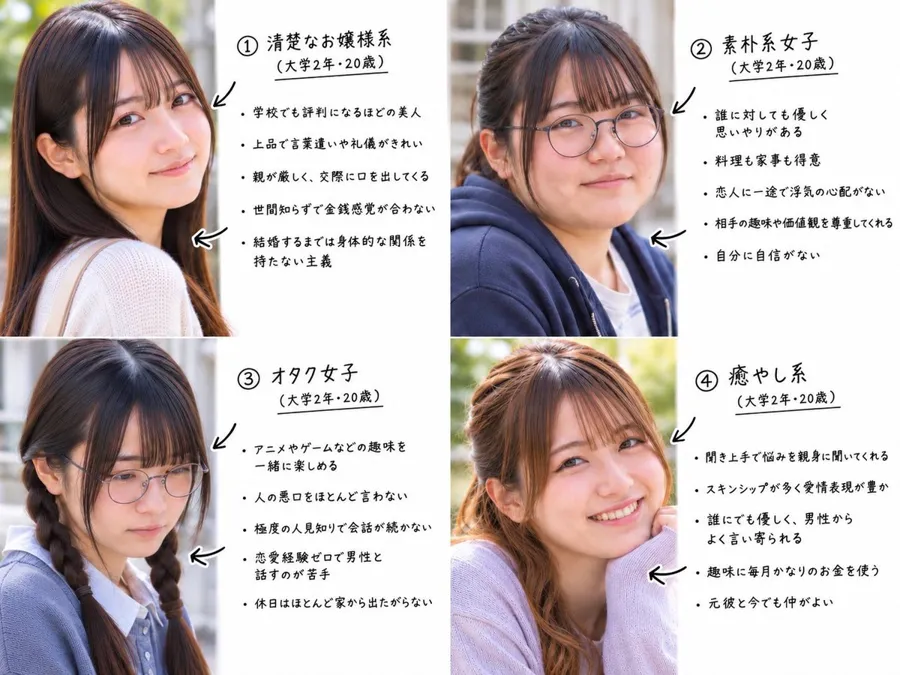 ① 清楚なお嬢様系
（大学2年・20歳）
・学校でも評判になるほどの美人
・上品で言葉遣いや礼儀がきれい
・親が厳しく、交際に口を出してくる
・世間知らずで金銭感覚が合わない
・結婚するまでは身体的な関係を
持たない主義
② 素朴系女子
（大学2年・20歳）
・誰に対しても優しく
思いやりがある
・料理も家事も得意
・恋人に一途で浮気の心配がない
・相手の趣味や価値観を尊重してくれる
・自分に自信がない
③ オタク女子
（大学2年・20歳）
・アニメやゲームなどの趣味を
一緒に楽しめる
・人の悪口をほとんど言わない
・極度の人見知りで会話が続かない
・恋愛経験ゼロで男性と
話すのが苦手
・休日はほとんど家から出たがらない
④ 癒やし系
（大学2年・20歳）
・聞き上手で悩みを親身に聞いてくれる
・スキンシップが多く愛情表現が豊か
・誰にでも優しく、男性から
よく言い寄られる
・趣味に毎月かなりのお金を使う
・元彼と今でも仲がよい